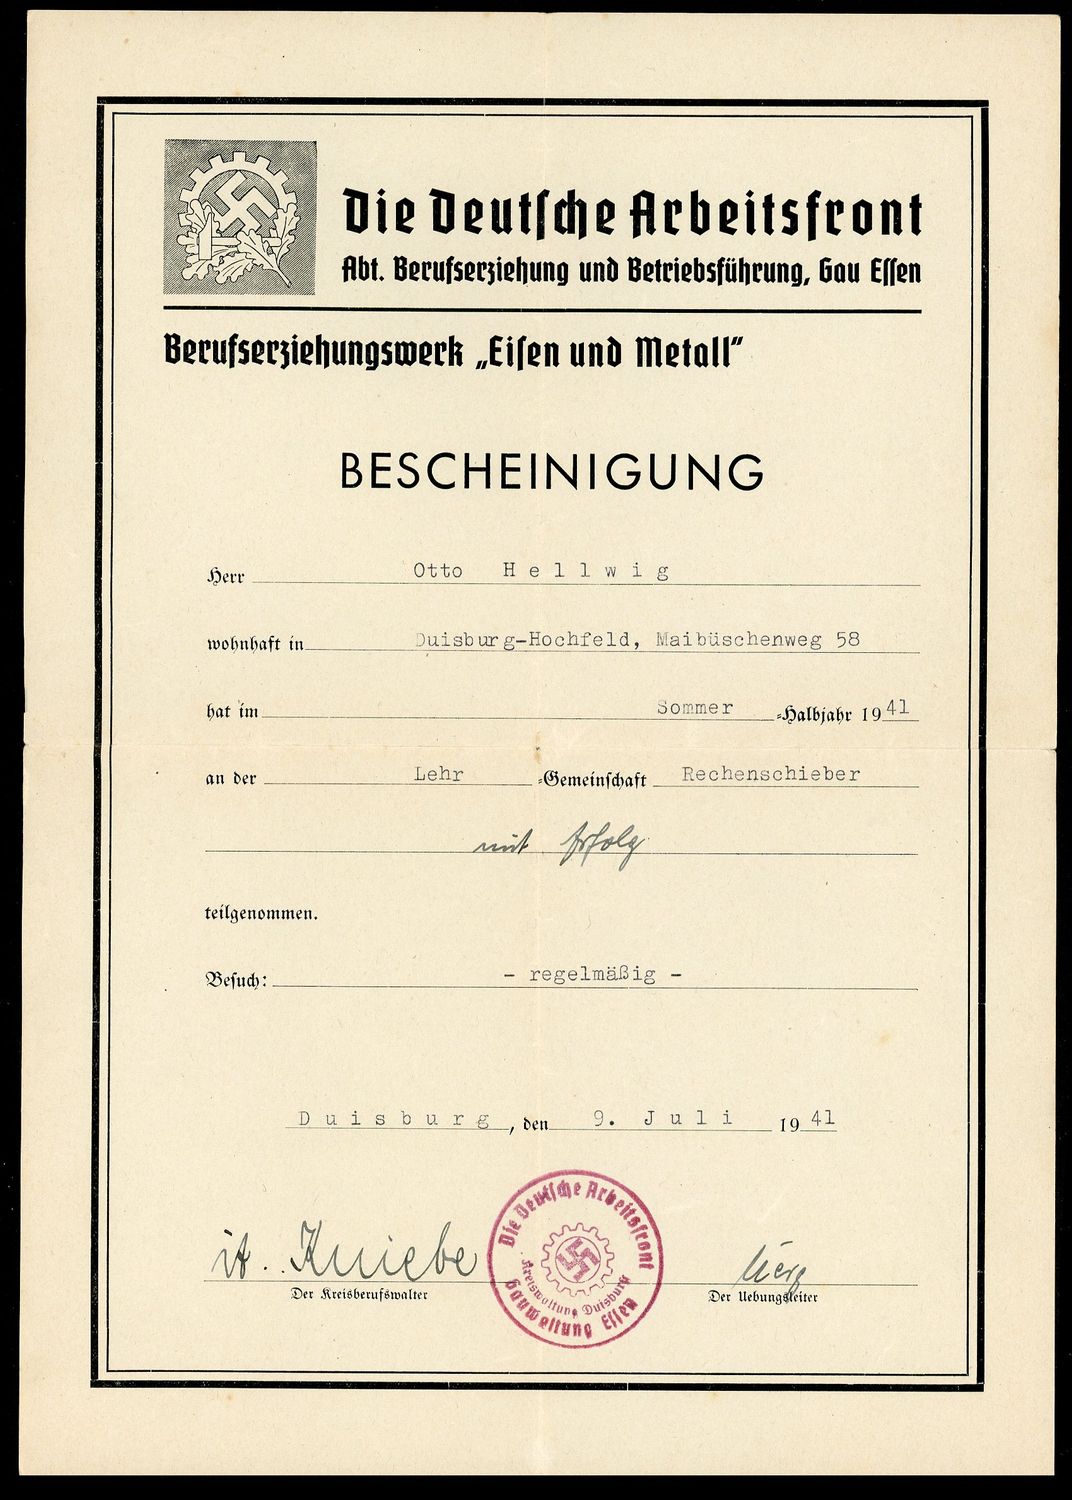 Die Deutsche Arbeitsfront
Abt. Berufserziehung und Betriebsführung, Gau Essen
Berufserziehungswerk „Eisen und Metall"
BESCHEINIGUNG
Herr Otto Hellwig
wohnhaft in Duisburg-Hochfeld, Maibüschenweg 58
hat im Sommer -Halbjahr 1941
an der Lehr -Gemeinschaft Rechenschieber
mit Erfolg
teilgenommen.
Besuch: - regelmäßig -
Duisburg, den 9. Juli 1941
Kniebe
Der Kreisberufswalter
Der Uebungsleiter
Die Deutsche Arbeitsfront
Kreiswaltung Duisburg
Gauwaltung Essen